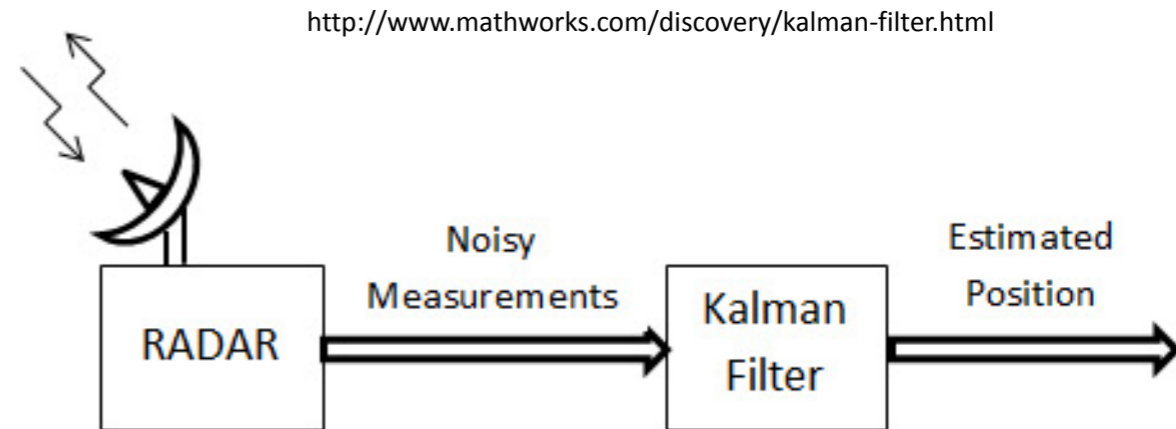 http://www.mathworks.com/discovery/kalman-filter.html
RADAR
Noisy
Measurements
Kalman
Filter
Estimated
Position